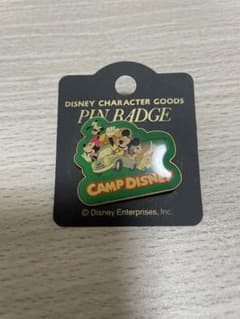 DISNEY CHARACTER GOODS
PIN BADGE
CAMP DISNEY
© Disney Enterprises, Inc.